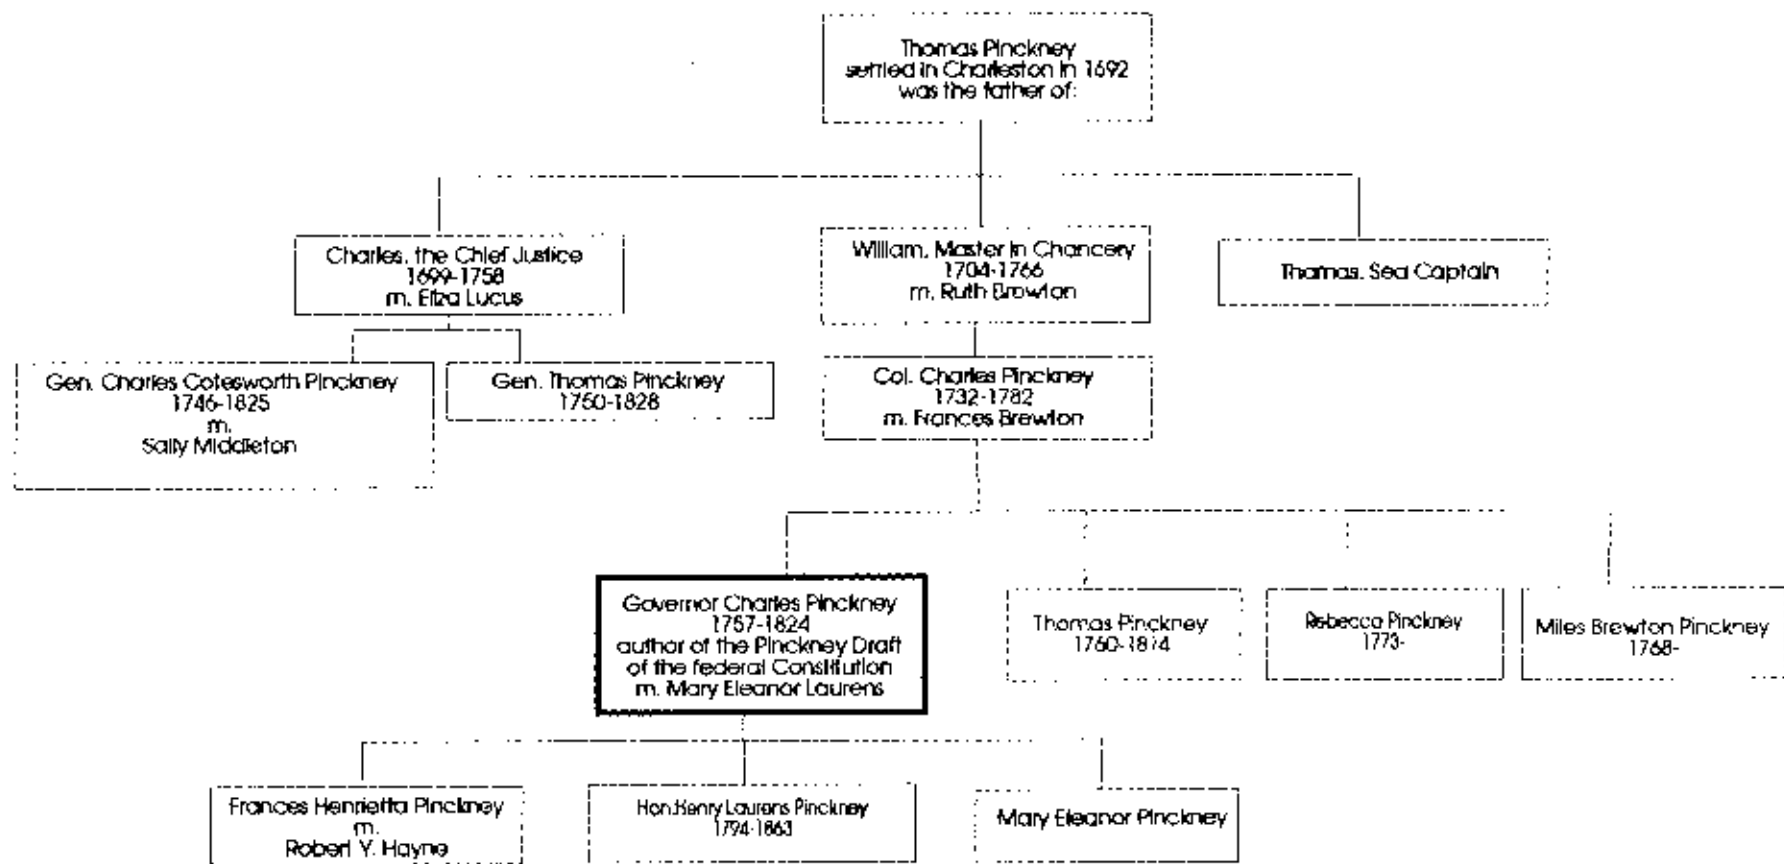 Thomas Pinckney
settled in Charleston in 1692
was the father of:
Charles, the Chief Justice
1699-1758
m. Eliza Lucus
William, Master in Chancery
1704-1766
m. Ruth Brewton
Thomas, Sea Captain
Gen. Charles Cotesworth Pinckney
1746-1825
m.
Sally Middleton
Gen. Thomas Pinckney
1750-1828
Col. Charles Pinckney
1732-1782
m. Frances Brewton
Governor Charles Pinckney
1757-1824
author of the Pinckney Draft
of the federal Constitution
m. Mary Eleanor Laurens
Thomas Pinckney
1760-1814
Rebecca Pinckney
1773-
Miles Brewton Pinckney
1768-
Frances Henrietta Pinckney
m.
Robert Y. Hayne
Hon.Henry Laurens Pinckney
1794-1863
Mary Eleanor Pinckney